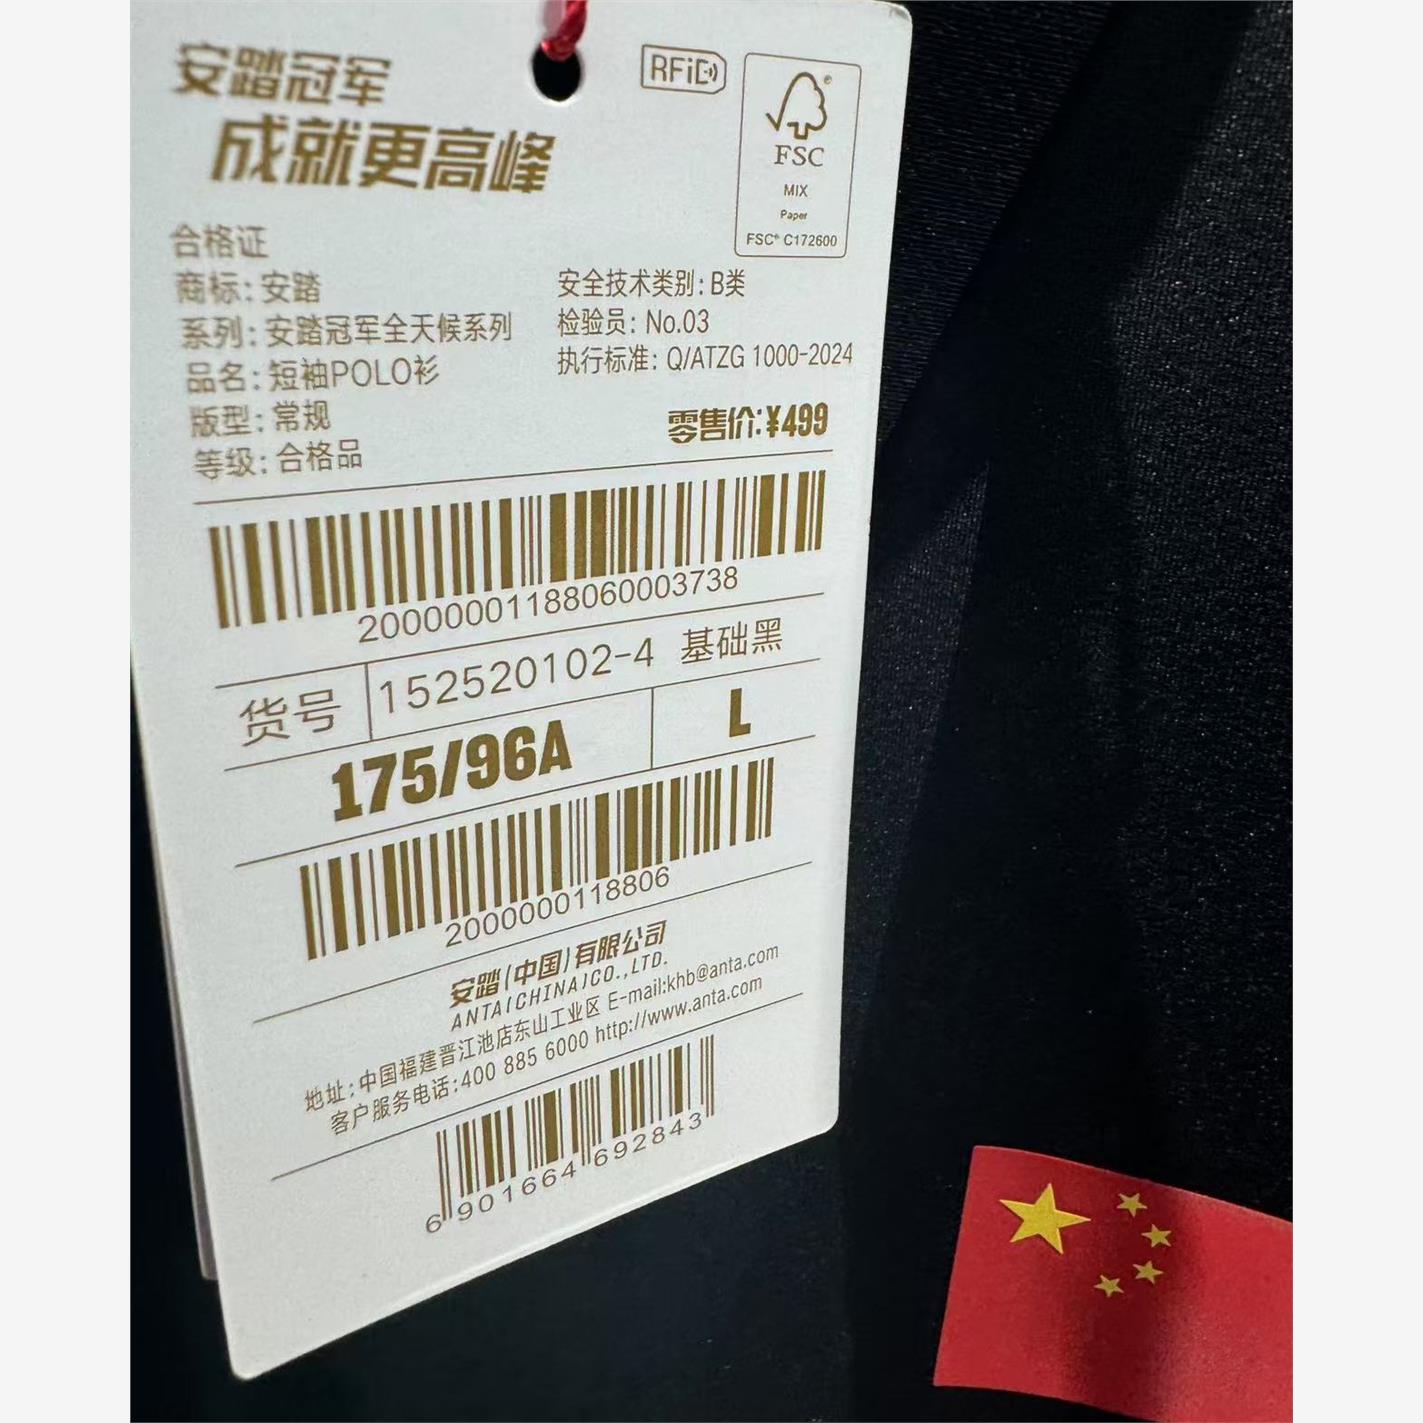 安踏冠军
成就更高峰
RFiD
FSC
MIX
Paper
FSC® C172600
合格证
商标: 安踏
系列: 安踏冠军全天候系列
品名: 短袖POLO衫
版型: 常规
等级: 合格品
安全技术类别: B类
检验员: No.03
执行标准: Q/ATZG 1000-2024
零售价:¥499
20000001188060003738
货号 152520102-4 基础黑
175/96A L
2000000118806
安踏(中国)有限公司
ANTA(CHINA)CO.,LTD.
地址:中国福建晋江池店东山工业区 E-mail:khb@anta.com
客户服务电话:400 885 6000 http://www.anta.com
6 901664 692843